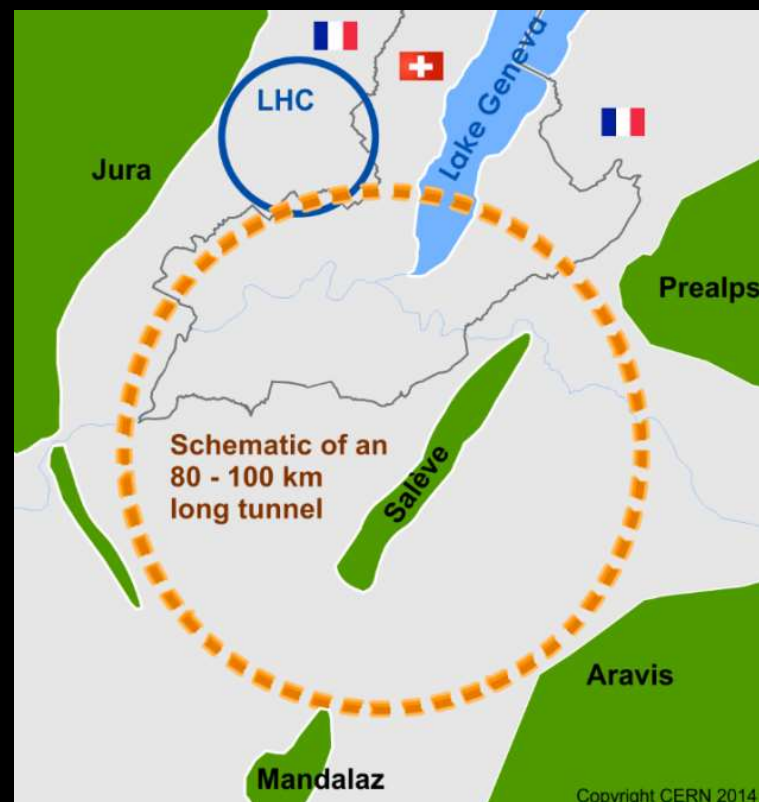 LHC
Lake Geneva
Jura
Prealps
Schematic of an
80 - 100 km
long tunnel
Salève
Aravis
Mandalaz
Copyright CERN 2014